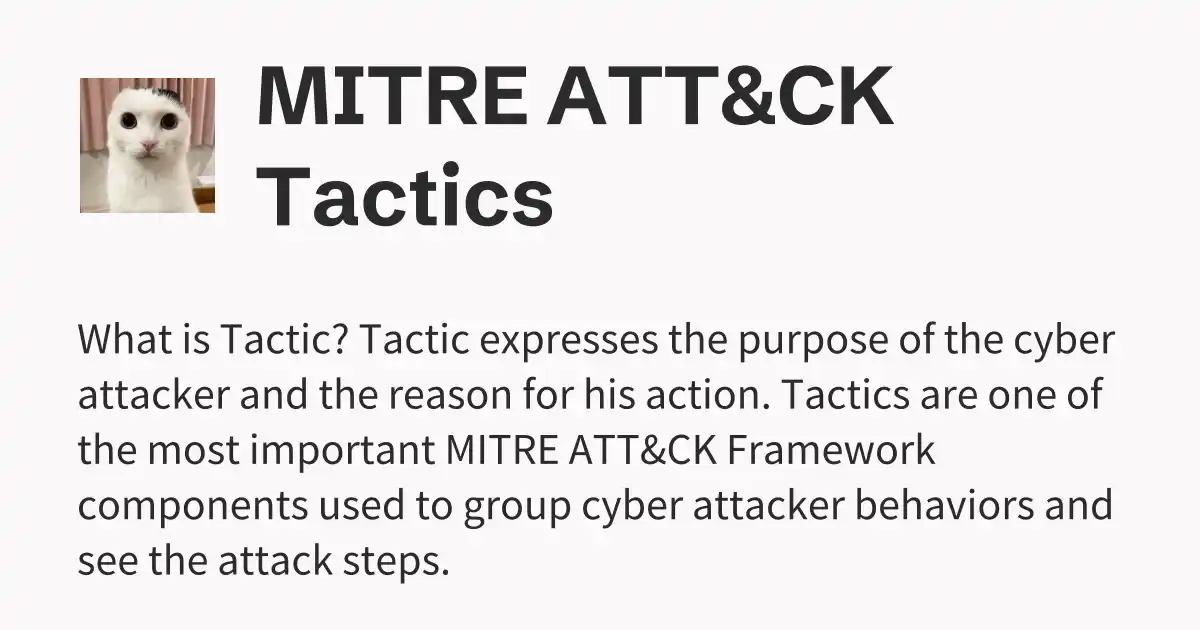 MITRE ATT&CK
Tactics
What is Tactic? Tactic expresses the purpose of the cyber
attacker and the reason for his action. Tactics are one of
the most important MITRE ATT&CK Framework
components used to group cyber attacker behaviors and
see the attack steps.